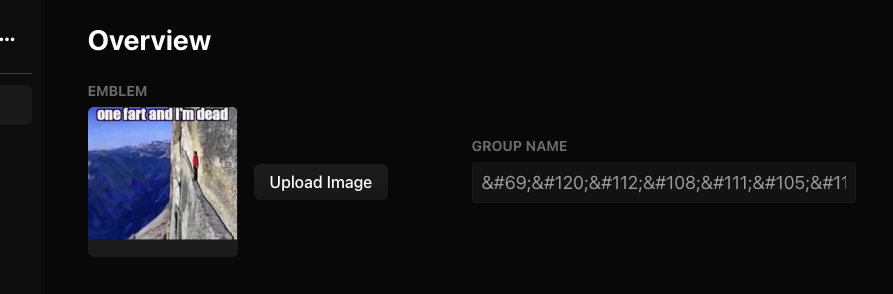 Overview
EMBLEM
one fart and I'm dead
Upload Image
GROUP NAME
&#69;&#120;&#112;&#108;&#111;&#105;&#11